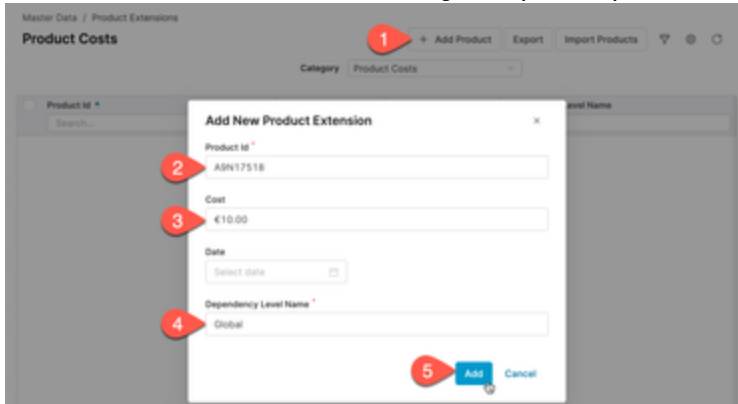 Master Data / Product Extensions
Product Costs
1
+ Add Product
Export
Import Products
Category
Product Costs
Product Id
Level Name
Search...
Add New Product Extension
×
Product Id *
2
A9N17518
Cost
3
€10.00
Date
Select date
Dependency Level Name *
4
Global
5
Add
Cancel